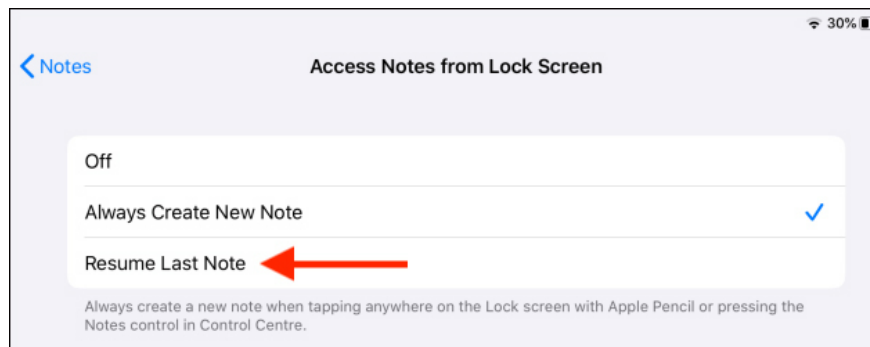 30%
Notes
Access Notes from Lock Screen
Off
Always Create New Note
Resume Last Note
Always create a new note when tapping anywhere on the Lock screen with Apple Pencil or pressing the
Notes control in Control Centre.